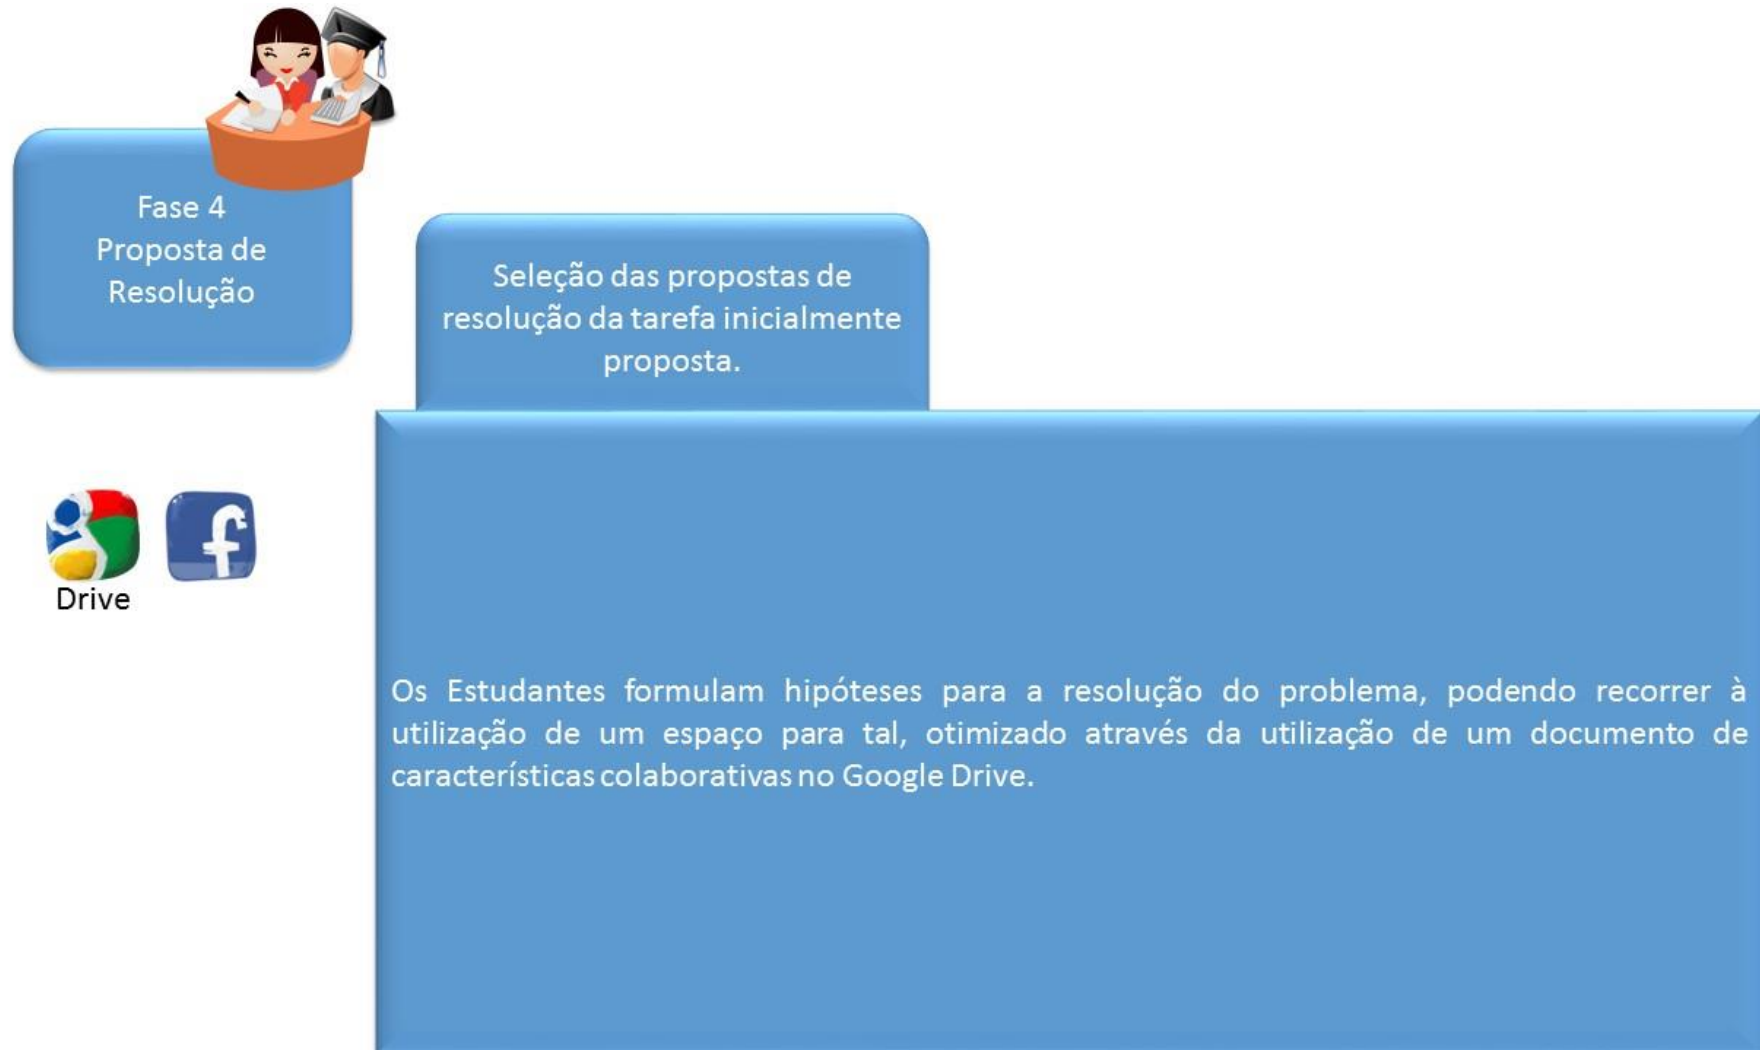 Fase 4
Proposta de
Resolução
Seleção das propostas de
resolução da tarefa inicialmente
proposta.
f
Drive
Os Estudantes formulam hipóteses para a resolução do problema, podendo recorrer à
utilização de um espaço para tal, otimizado através da utilização de um documento de
características colaborativas no Google Drive.